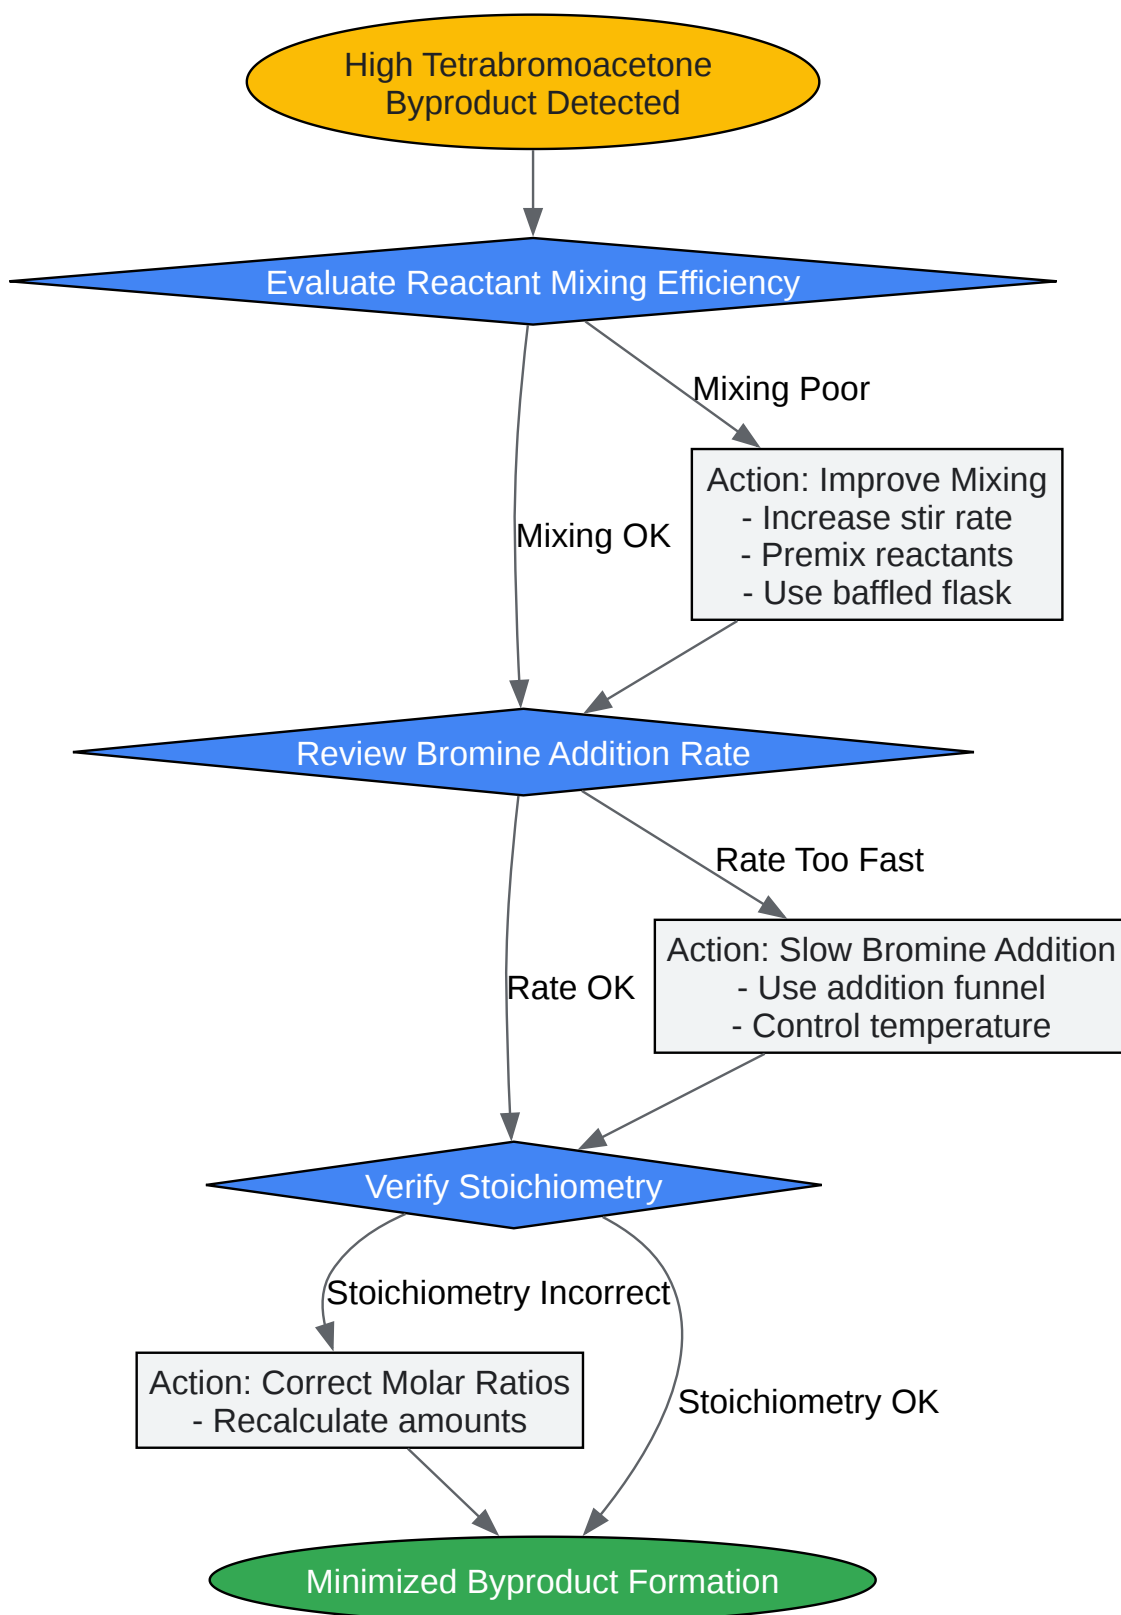 High Tetrabromoacetone
Byproduct Detected
Evaluate Reactant Mixing Efficiency
Mixing Poor
Action: Improve Mixing
- Increase stir rate
- Premix reactants
- Use baffled flask
Mixing OK
Review Bromine Addition Rate
Rate Too Fast
Action: Slow Bromine Addition
- Use addition funnel
- Control temperature
Rate OK
Verify Stoichiometry
Stoichiometry Incorrect
Action: Correct Molar Ratios
- Recalculate amounts
Stoichiometry OK
Minimized Byproduct Formation